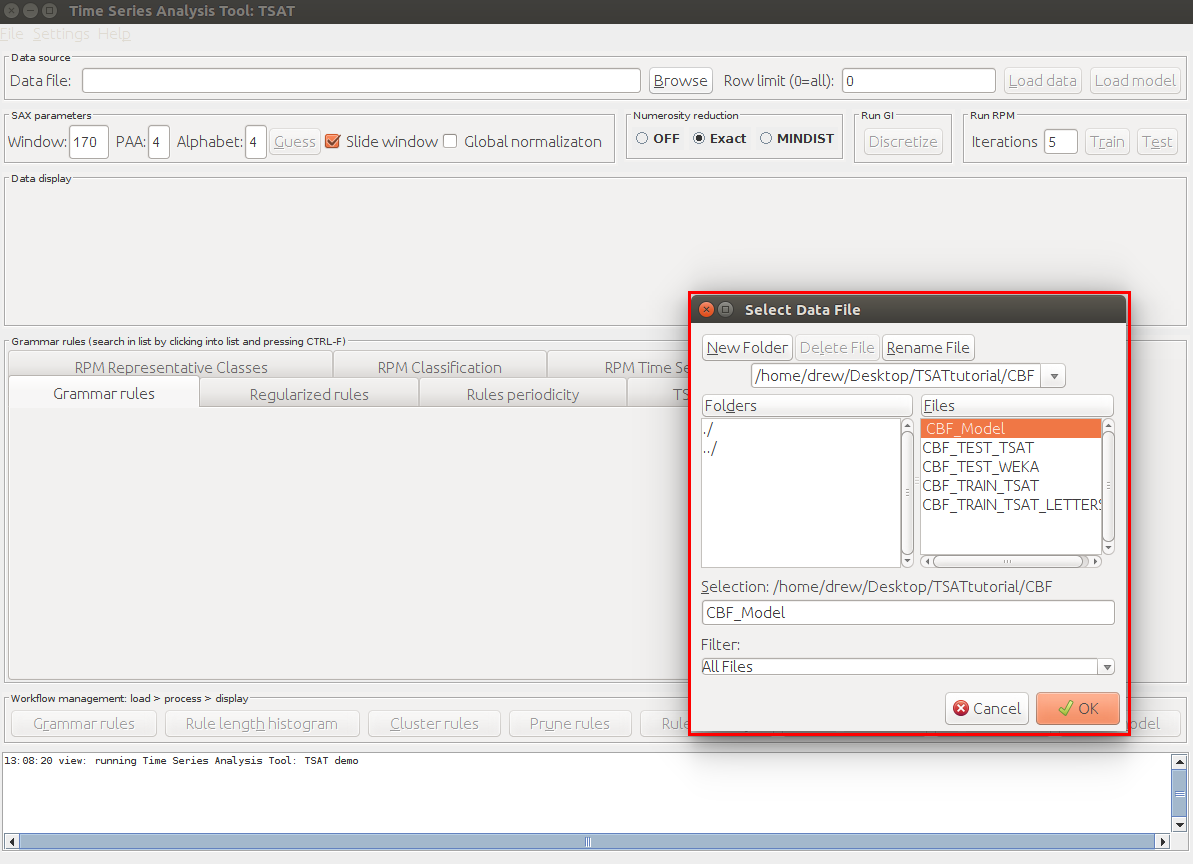 Time Series Analysis Tool: TSAT
File Settings Help
Data source
Data file: Browse Row limit (0=all): 0 Load data Load model
SAX parameters Numerosity reduction Run GI Run RPM
Window: 170 PAA: 4 Alphabet: 4 Guess Slide window Global normalizaton OFF Exact MINDIST Discretize Iterations 5 Train Test
Data display
Grammar rules (search in list by clicking into list and pressing CTRL-F)
RPM Representative Classes RPM Classification RPM Time Se
Grammar rules Regularized rules Rules periodicity TS
Select Data File
New Folder Delete File Rename File
/home/drew/Desktop/TSATtutorial/CBF
Folders Files
./ CBF_Model
../ CBF_TEST_TSAT
CBF_TEST_WEKA
CBF_TRAIN_TSAT
CBF_TRAIN_TSAT_LETTERS
Selection: /home/drew/Desktop/TSATtutorial/CBF
CBF_Model
Filter:
All Files
Cancel OK
Workflow management: load > process > display
Grammar rules Rule length histogram Cluster rules Prune rules Rule odel
13:08:20 view: running Time Series Analysis Tool: TSAT demo